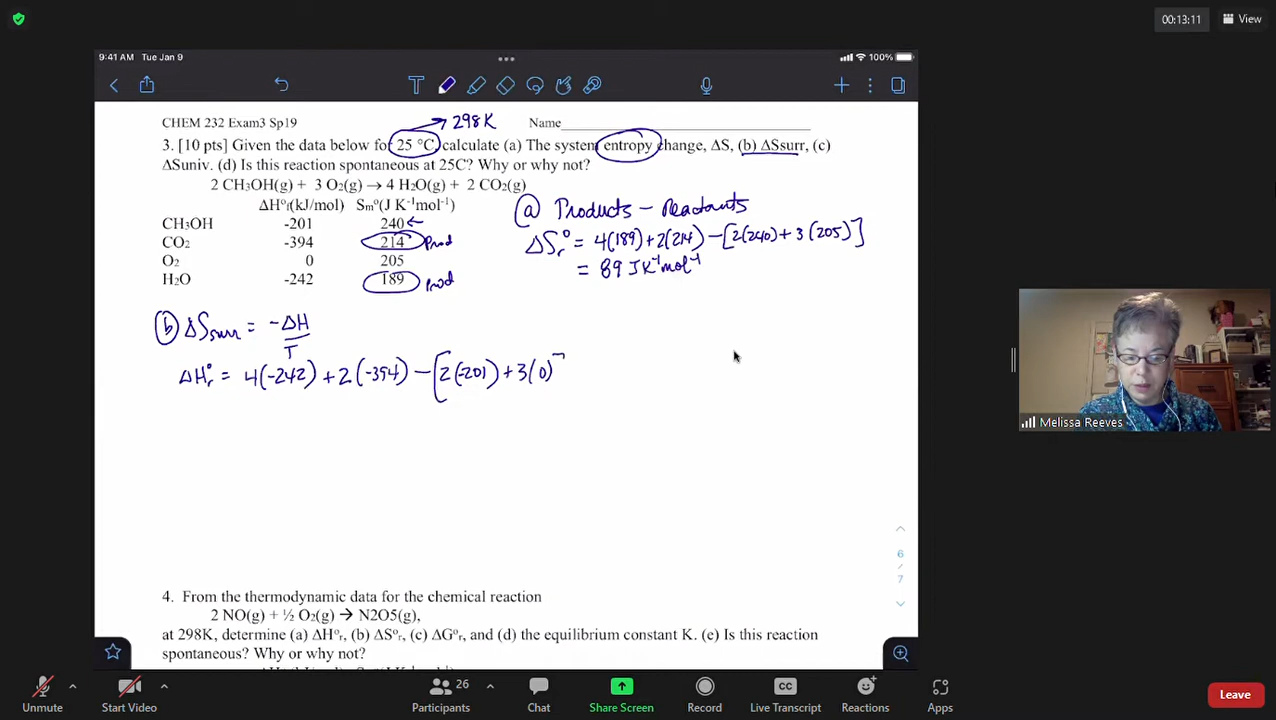 00:13:11 View
9:41 AM Tue Jan 9 100%
CHEM 232 Exam3 Sp19 → 298K Name
3. [10 pts] Given the data below for 25 °C, calculate (a) The system entropy change, ΔS, (b) ΔSsurr, (c)
ΔSuniv. (d) Is this reaction spontaneous at 25C? Why or why not?
2 CH₃OH(g) + 3 O₂(g) → 4 H₂O(g) + 2 CO₂(g)
ΔH°f(kJ/mol) Sm°(J K⁻¹mol⁻¹)
CH₃OH -201 240 ←
CO₂ -394 214 Prod
O₂ 0 205
H₂O -242 189 Prod
(a) Products – Reactants
ΔSr° = 4(189) + 2(214) – [2(240) + 3(205)]
= 89 J K⁻¹mol⁻¹
(b) ΔSsurr = -ΔH/T
ΔHr° = 4(-242) + 2(-394) – [2(-201) + 3(0)
4. From the thermodynamic data for the chemical reaction
2 NO(g) + ½ O₂(g) → N2O5(g),
at 298K, determine (a) ΔH°r, (b) ΔS°r, (c) ΔG°r, and (d) the equilibrium constant K. (e) Is this reaction
spontaneous? Why or why not?
6
/
7
Melissa Reeves
Unmute Start Video Participants 26 Chat Share Screen Record CC Live Transcript Reactions Apps Leave